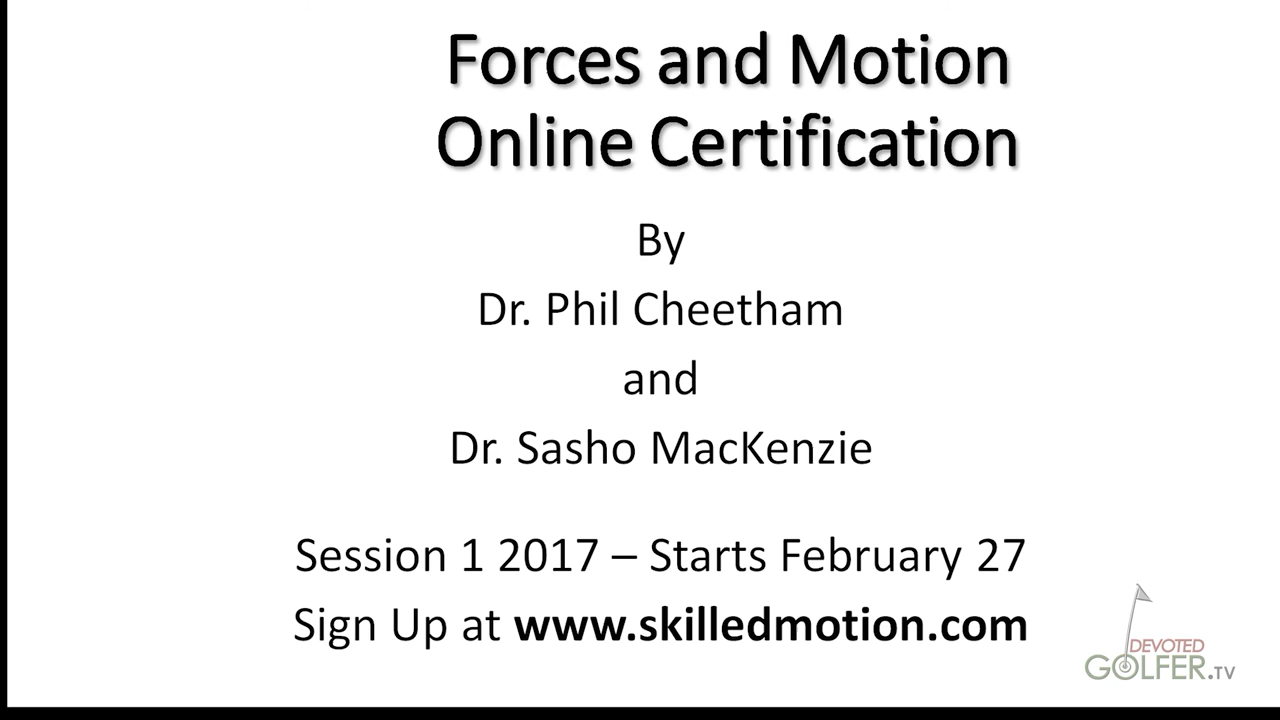 Forces and Motion
Online Certification
By
Dr. Phil Cheetham
and
Dr. Sasho MacKenzie
Session 1 2017 – Starts February 27
Sign Up at www.skilledmotion.com
DEVOTED
GOLFER.TV